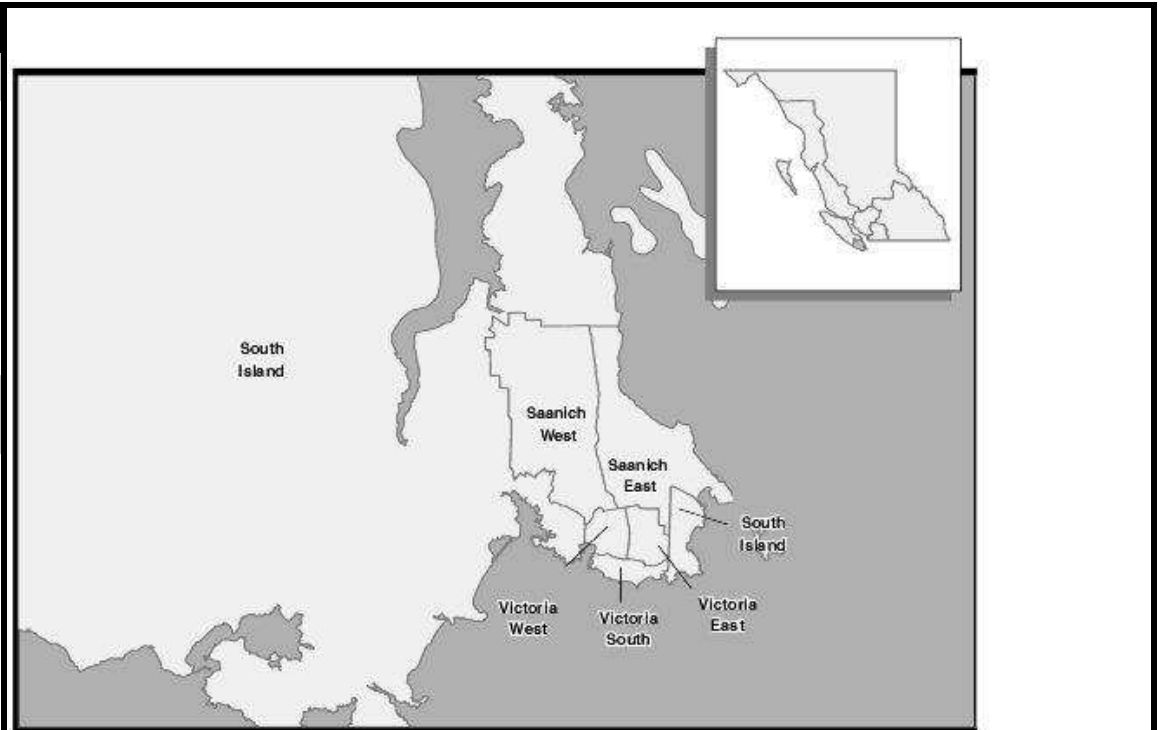 South
Island
Saanich
West
Saanich
East
South
Island
Victoria
West
Victoria
South
Victoria
East